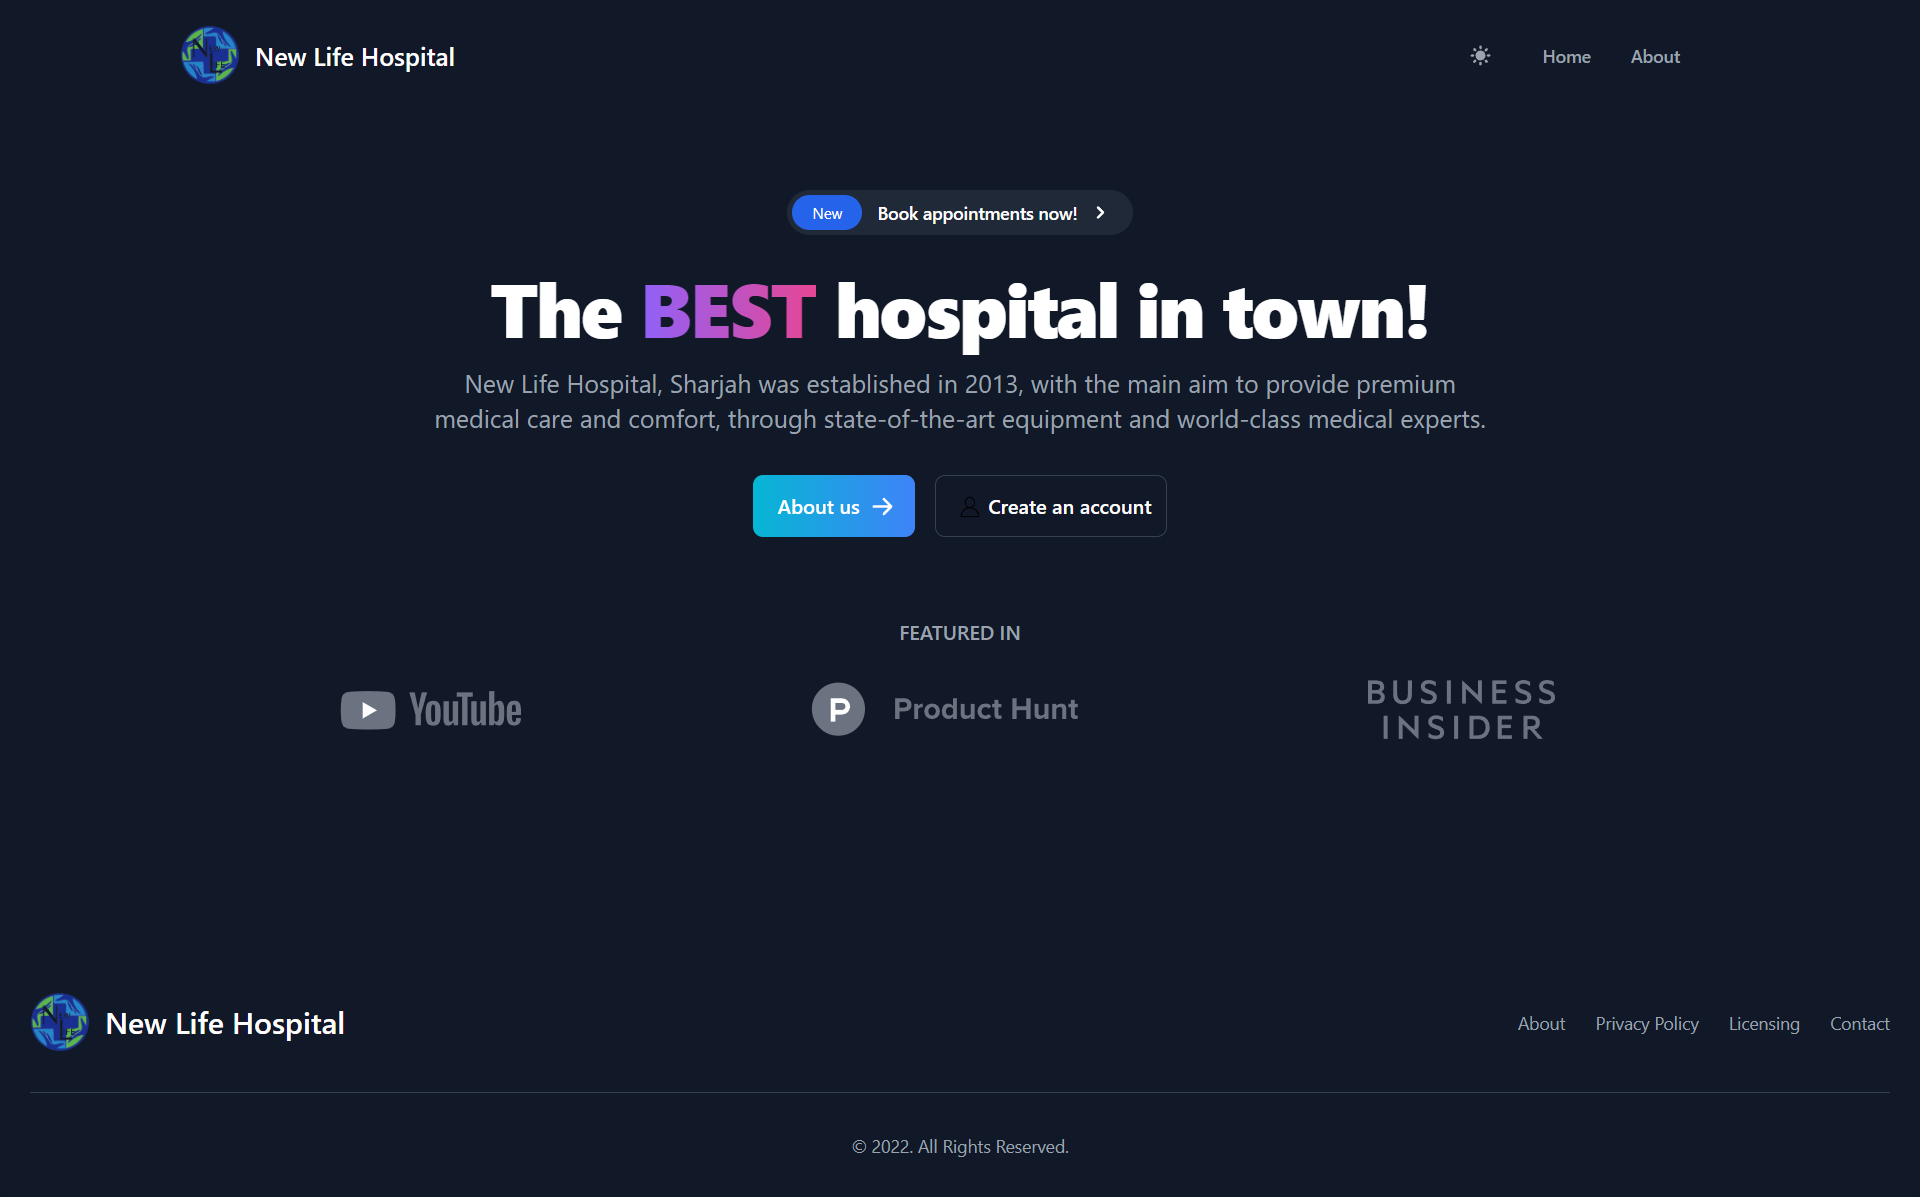 New Life Hospital
Home
About
New
Book appointments now!
The BEST hospital in town!
New Life Hospital, Sharjah was established in 2013, with the main aim to provide premium
medical care and comfort, through state-of-the-art equipment and world-class medical experts.
About us
Create an account
FEATURED IN
YouTube
P
Product Hunt
BUSINESS
INSIDER
New Life Hospital
About
Privacy Policy
Licensing
Contact
© 2022. All Rights Reserved.